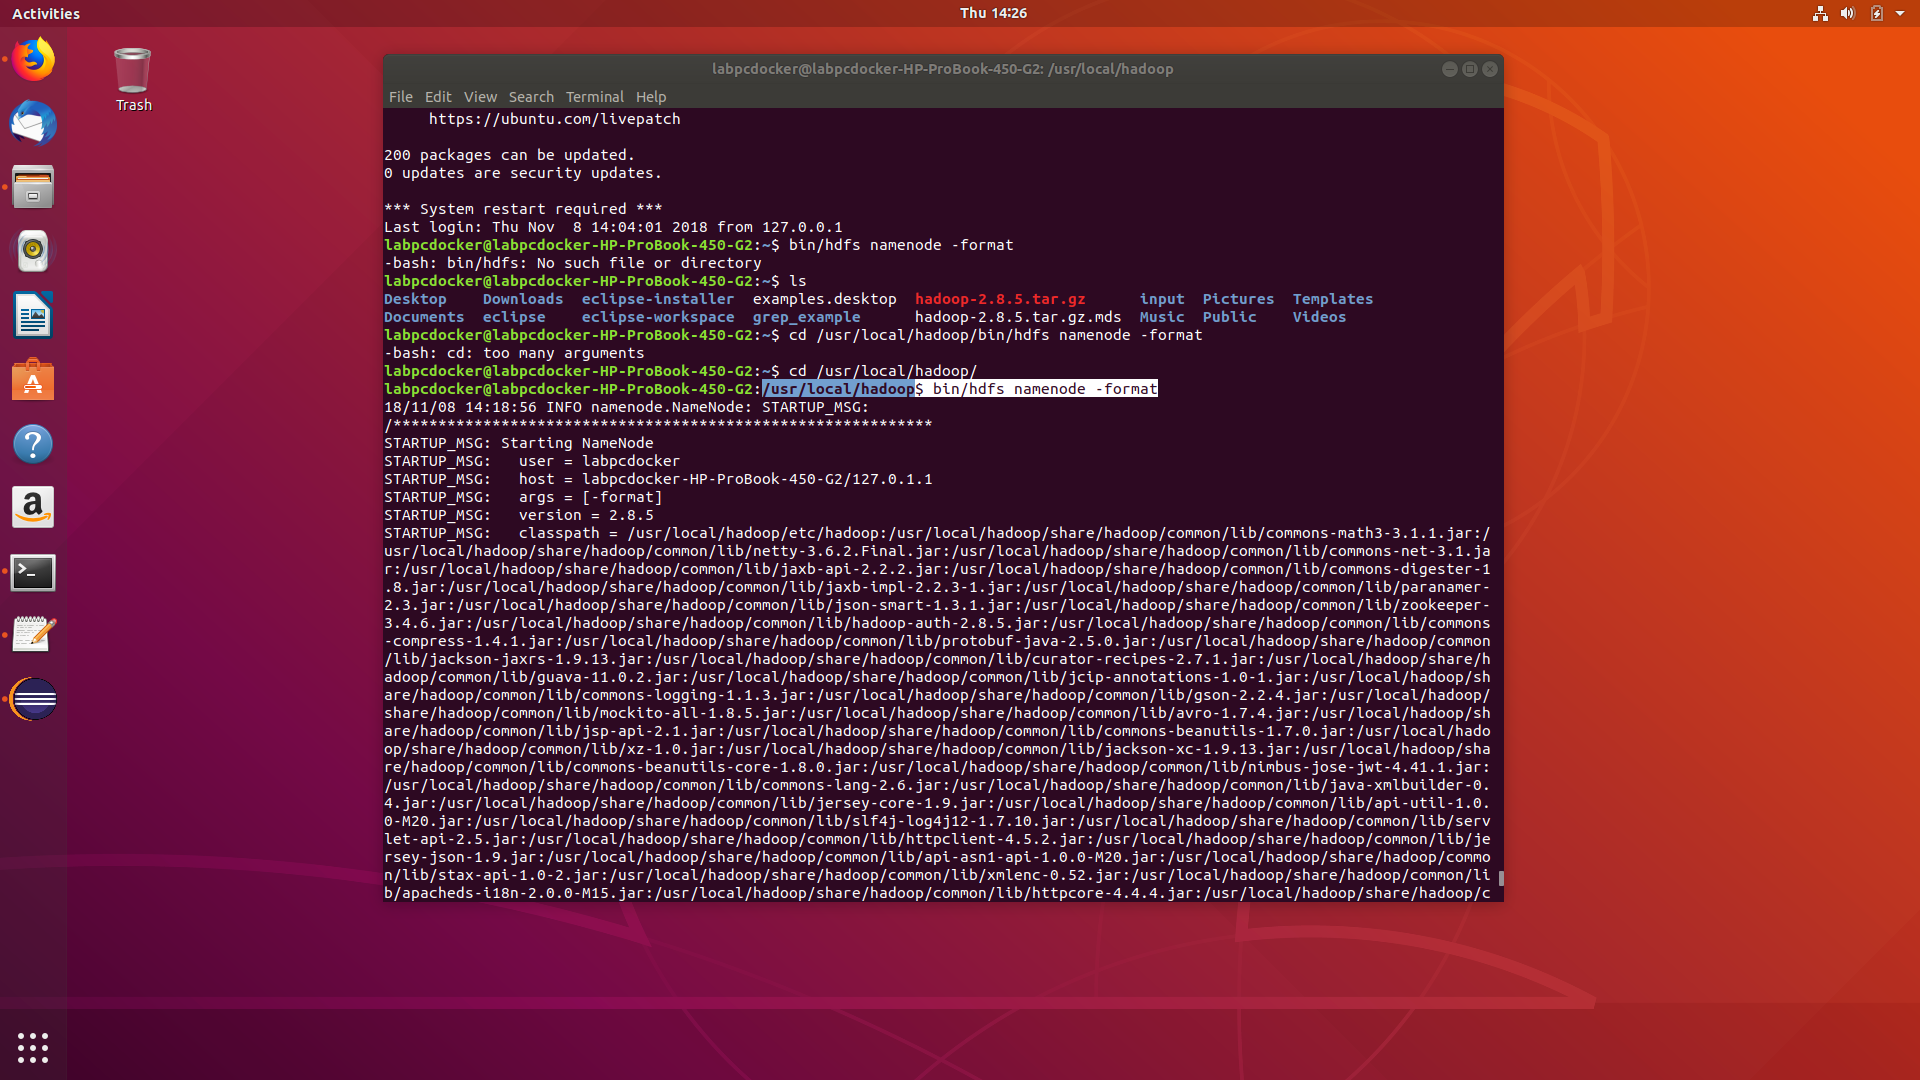 Activities
Thu 14:26
Trash
labpcdocker@labpcdocker-HP-ProBook-450-G2: /usr/local/hadoop
File Edit View Search Terminal Help
https://ubuntu.com/livepatch
200 packages can be updated.
0 updates are security updates.
*** System restart required ***
Last login: Thu Nov  8 14:04:01 2018 from 127.0.0.1
labpcdocker@labpcdocker-HP-ProBook-450-G2:~$ bin/hdfs namenode -format
-bash: bin/hdfs: No such file or directory
labpcdocker@labpcdocker-HP-ProBook-450-G2:~$ ls
Desktop    Downloads  eclipse-installer  examples.desktop  hadoop-2.8.5.tar.gz      input  Pictures  Templates
Documents  eclipse    eclipse-workspace  grep_example      hadoop-2.8.5.tar.gz.mds  Music  Public    Videos
labpcdocker@labpcdocker-HP-ProBook-450-G2:~$ cd /usr/local/hadoop/bin/hdfs namenode -format
-bash: cd: too many arguments
labpcdocker@labpcdocker-HP-ProBook-450-G2:~$ cd /usr/local/hadoop/
labpcdocker@labpcdocker-HP-ProBook-450-G2:/usr/local/hadoop$ bin/hdfs namenode -format
18/11/08 14:18:56 INFO namenode.NameNode: STARTUP_MSG:
/************************************************************
STARTUP_MSG: Starting NameNode
STARTUP_MSG:   user = labpcdocker
STARTUP_MSG:   host = labpcdocker-HP-ProBook-450-G2/127.0.1.1
STARTUP_MSG:   args = [-format]
STARTUP_MSG:   version = 2.8.5
STARTUP_MSG:   classpath = /usr/local/hadoop/etc/hadoop:/usr/local/hadoop/share/hadoop/common/lib/commons-math3-3.1.1.jar:/
usr/local/hadoop/share/hadoop/common/lib/netty-3.6.2.Final.jar:/usr/local/hadoop/share/hadoop/common/lib/commons-net-3.1.ja
r:/usr/local/hadoop/share/hadoop/common/lib/jaxb-api-2.2.2.jar:/usr/local/hadoop/share/hadoop/common/lib/commons-digester-1
.8.jar:/usr/local/hadoop/share/hadoop/common/lib/jaxb-impl-2.2.3-1.jar:/usr/local/hadoop/share/hadoop/common/lib/paranamer-
2.3.jar:/usr/local/hadoop/share/hadoop/common/lib/json-smart-1.3.1.jar:/usr/local/hadoop/share/hadoop/common/lib/zookeeper-
3.4.6.jar:/usr/local/hadoop/share/hadoop/common/lib/hadoop-auth-2.8.5.jar:/usr/local/hadoop/share/hadoop/common/lib/commons
-compress-1.4.1.jar:/usr/local/hadoop/share/hadoop/common/lib/protobuf-java-2.5.0.jar:/usr/local/hadoop/share/hadoop/common
/lib/jackson-jaxrs-1.9.13.jar:/usr/local/hadoop/share/hadoop/common/lib/curator-recipes-2.7.1.jar:/usr/local/hadoop/share/h
adoop/common/lib/guava-11.0.2.jar:/usr/local/hadoop/share/hadoop/common/lib/jcip-annotations-1.0-1.jar:/usr/local/hadoop/sh
are/hadoop/common/lib/commons-logging-1.1.3.jar:/usr/local/hadoop/share/hadoop/common/lib/gson-2.2.4.jar:/usr/local/hadoop/
share/hadoop/common/lib/mockito-all-1.8.5.jar:/usr/local/hadoop/share/hadoop/common/lib/avro-1.7.4.jar:/usr/local/hadoop/sh
are/hadoop/common/lib/jsp-api-2.1.jar:/usr/local/hadoop/share/hadoop/common/lib/commons-beanutils-1.7.0.jar:/usr/local/hado
op/share/hadoop/common/lib/xz-1.0.jar:/usr/local/hadoop/share/hadoop/common/lib/jackson-xc-1.9.13.jar:/usr/local/hadoop/sha
re/hadoop/common/lib/commons-beanutils-core-1.8.0.jar:/usr/local/hadoop/share/hadoop/common/lib/nimbus-jose-jwt-4.41.1.jar:
/usr/local/hadoop/share/hadoop/common/lib/commons-lang-2.6.jar:/usr/local/hadoop/share/hadoop/common/lib/java-xmlbuilder-0.
4.jar:/usr/local/hadoop/share/hadoop/common/lib/jersey-core-1.9.jar:/usr/local/hadoop/share/hadoop/common/lib/api-util-1.0.
0-M20.jar:/usr/local/hadoop/share/hadoop/common/lib/slf4j-log4j12-1.7.10.jar:/usr/local/hadoop/share/hadoop/common/lib/serv
let-api-2.5.jar:/usr/local/hadoop/share/hadoop/common/lib/httpclient-4.5.2.jar:/usr/local/hadoop/share/hadoop/common/lib/je
rsey-json-1.9.jar:/usr/local/hadoop/share/hadoop/common/lib/api-asn1-api-1.0.0-M20.jar:/usr/local/hadoop/share/hadoop/commo
n/lib/stax-api-1.0-2.jar:/usr/local/hadoop/share/hadoop/common/lib/xmlenc-0.52.jar:/usr/local/hadoop/share/hadoop/common/li
b/apacheds-i18n-2.0.0-M15.jar:/usr/local/hadoop/share/hadoop/common/lib/httpcore-4.4.4.jar:/usr/local/hadoop/share/hadoop/c